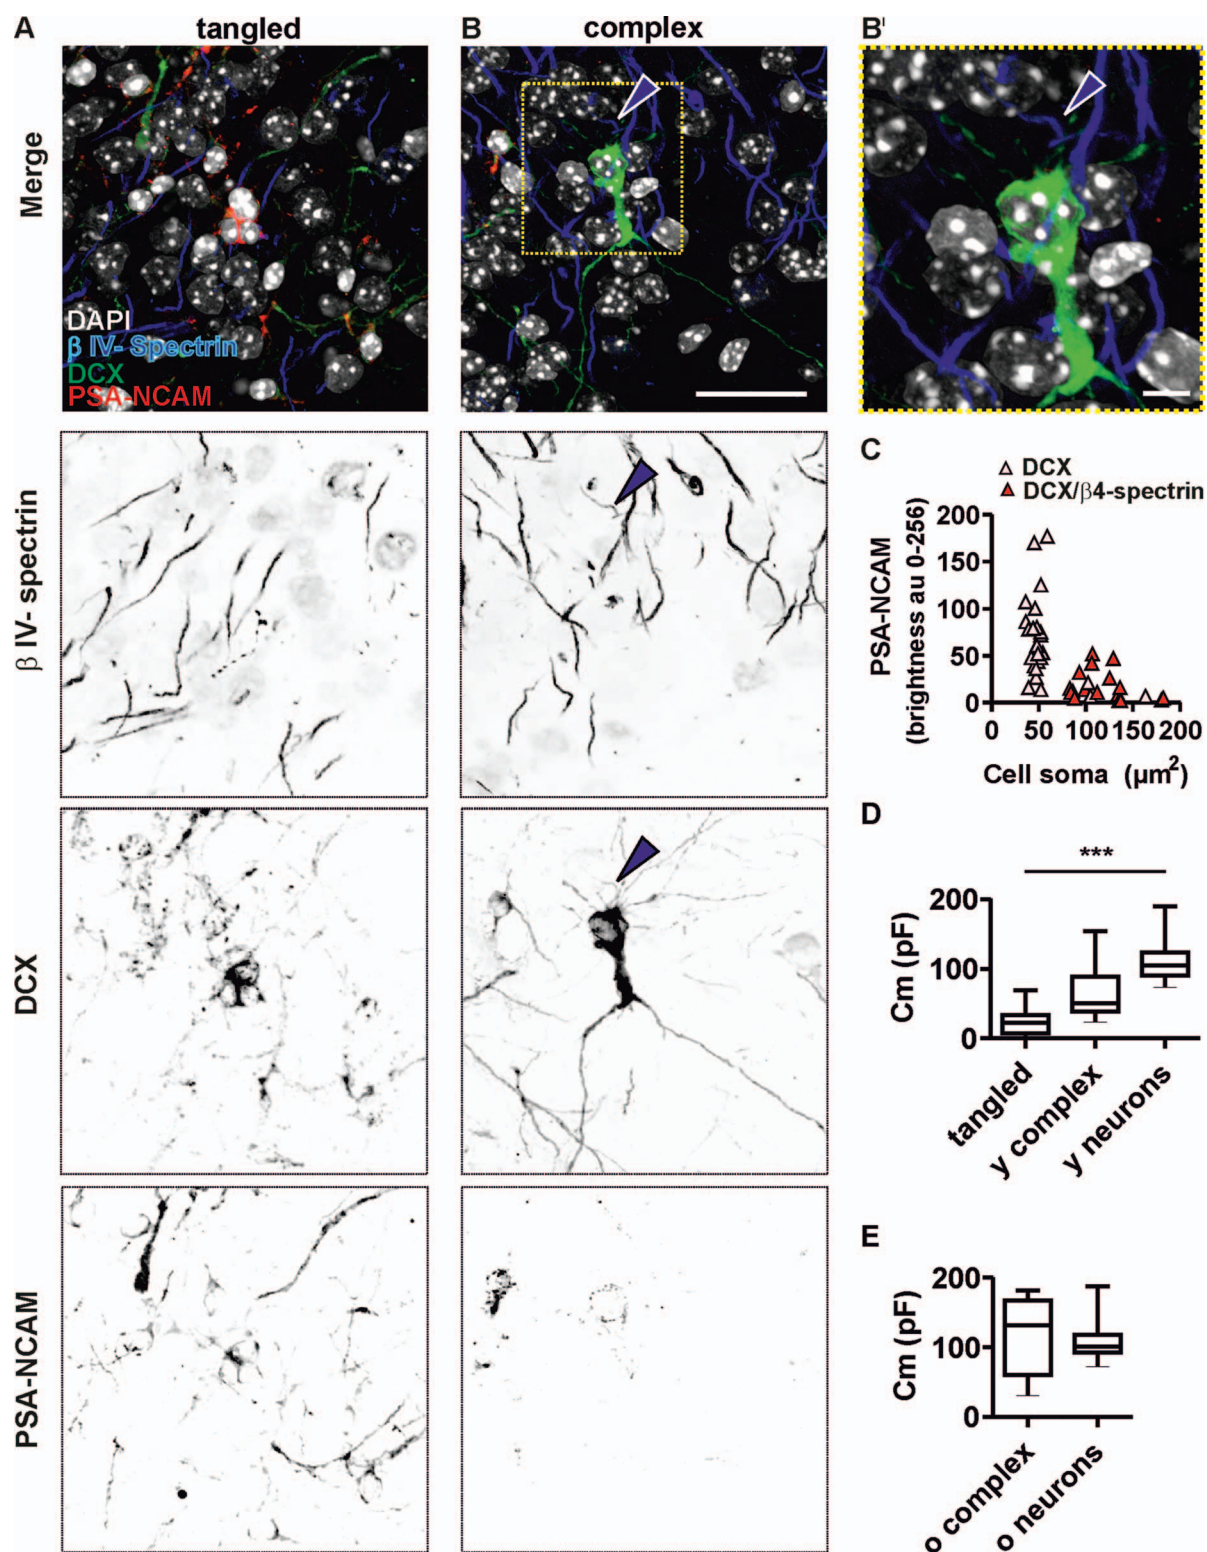 A
tangled
B
complex
B'
Merge
DAPI
β IV- Spectrin
DCX
PSA-NCAM
β IV- spectrin
DCX
PSA-NCAM
C
DCX
DCX/β4-spectrin
PSA-NCAM
(brightness au 0-256)
200
150
100
50
0
0 50 100 150 200
Cell soma (µm²)
D
***
Cm (pF)
200
100
0
tangled
y complex
y neurons
E
Cm (pF)
200
100
0
o complex
o neurons